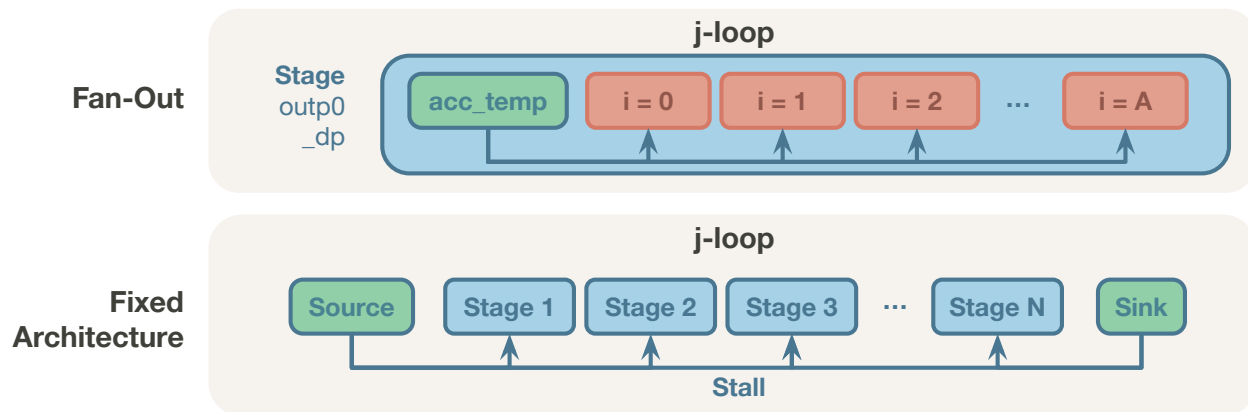 j-loop
Fan-Out
Stage
outp0
_dp
acc_temp
i = 0
i = 1
i = 2
...
i = A
j-loop
Fixed
Architecture
Source
Stage 1
Stage 2
Stage 3
...
Stage N
Sink
Stall